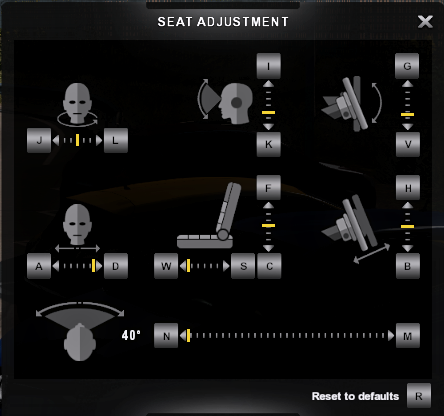 SEAT ADJUSTMENT
I
G
J
L
K
V
F
H
A
D
W
S
C
B
40°
N
M
Reset to defaults R